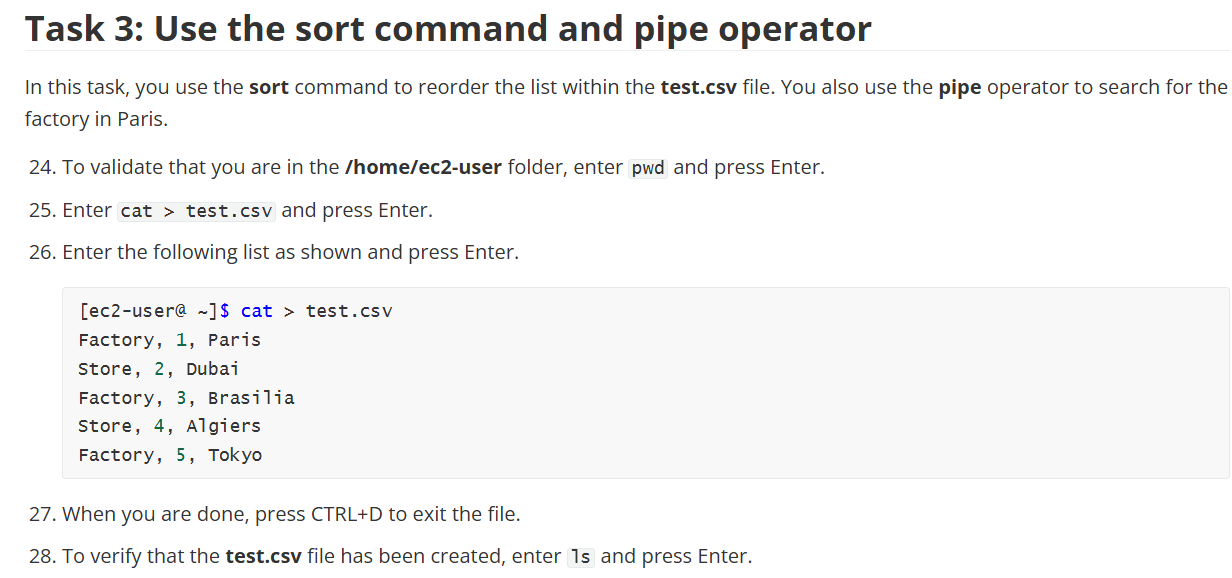 Task 3: Use the sort command and pipe operator
In this task, you use the sort command to reorder the list within the test.csv file. You also use the pipe operator to search for the
factory in Paris.
24. To validate that you are in the /home/ec2-user folder, enter pwd and press Enter.
25. Enter cat > test.csv and press Enter.
26. Enter the following list as shown and press Enter.
[ec2-user@ ~]$ cat > test.csv
Factory, 1, Paris
Store, 2, Dubai
Factory, 3, Brasilia
Store, 4, Algiers
Factory, 5, Tokyo
27. When you are done, press CTRL+D to exit the file.
28. To verify that the test.csv file has been created, enter ls and press Enter.